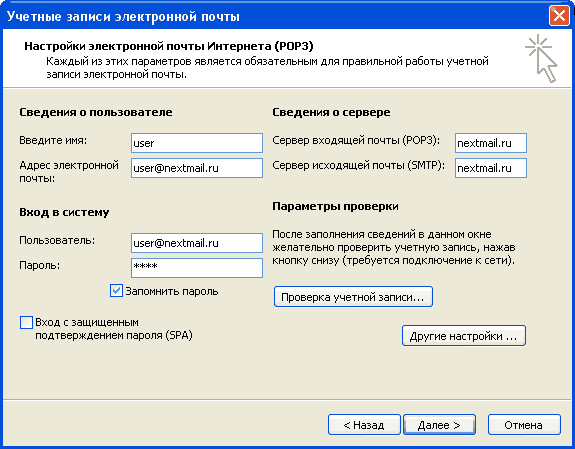 Учетные записи электронной почты
Настройки электронной почты Интернета (POP3)
Каждый из этих параметров является обязательным для правильной работы учетной
записи электронной почты.
Сведения о пользователе
Введите имя:
user
Адрес электронной
почты:
user@nextmail.ru
Вход в систему
Пользователь:
user@nextmail.ru
Пароль:
****
Запомнить пароль
Вход с защищенным
подтверждением пароля (SPA)
Сведения о сервере
Сервер входящей почты (POP3):
nextmail.ru
Сервер исходящей почты (SMTP):
nextmail.ru
Параметры проверки
После заполнения сведений в данном окне
желательно проверить учетную запись, нажав
кнопку снизу (требуется подключение к сети).
Проверка учетной записи...
Другие настройки ...
< Назад
Далее >
Отмена